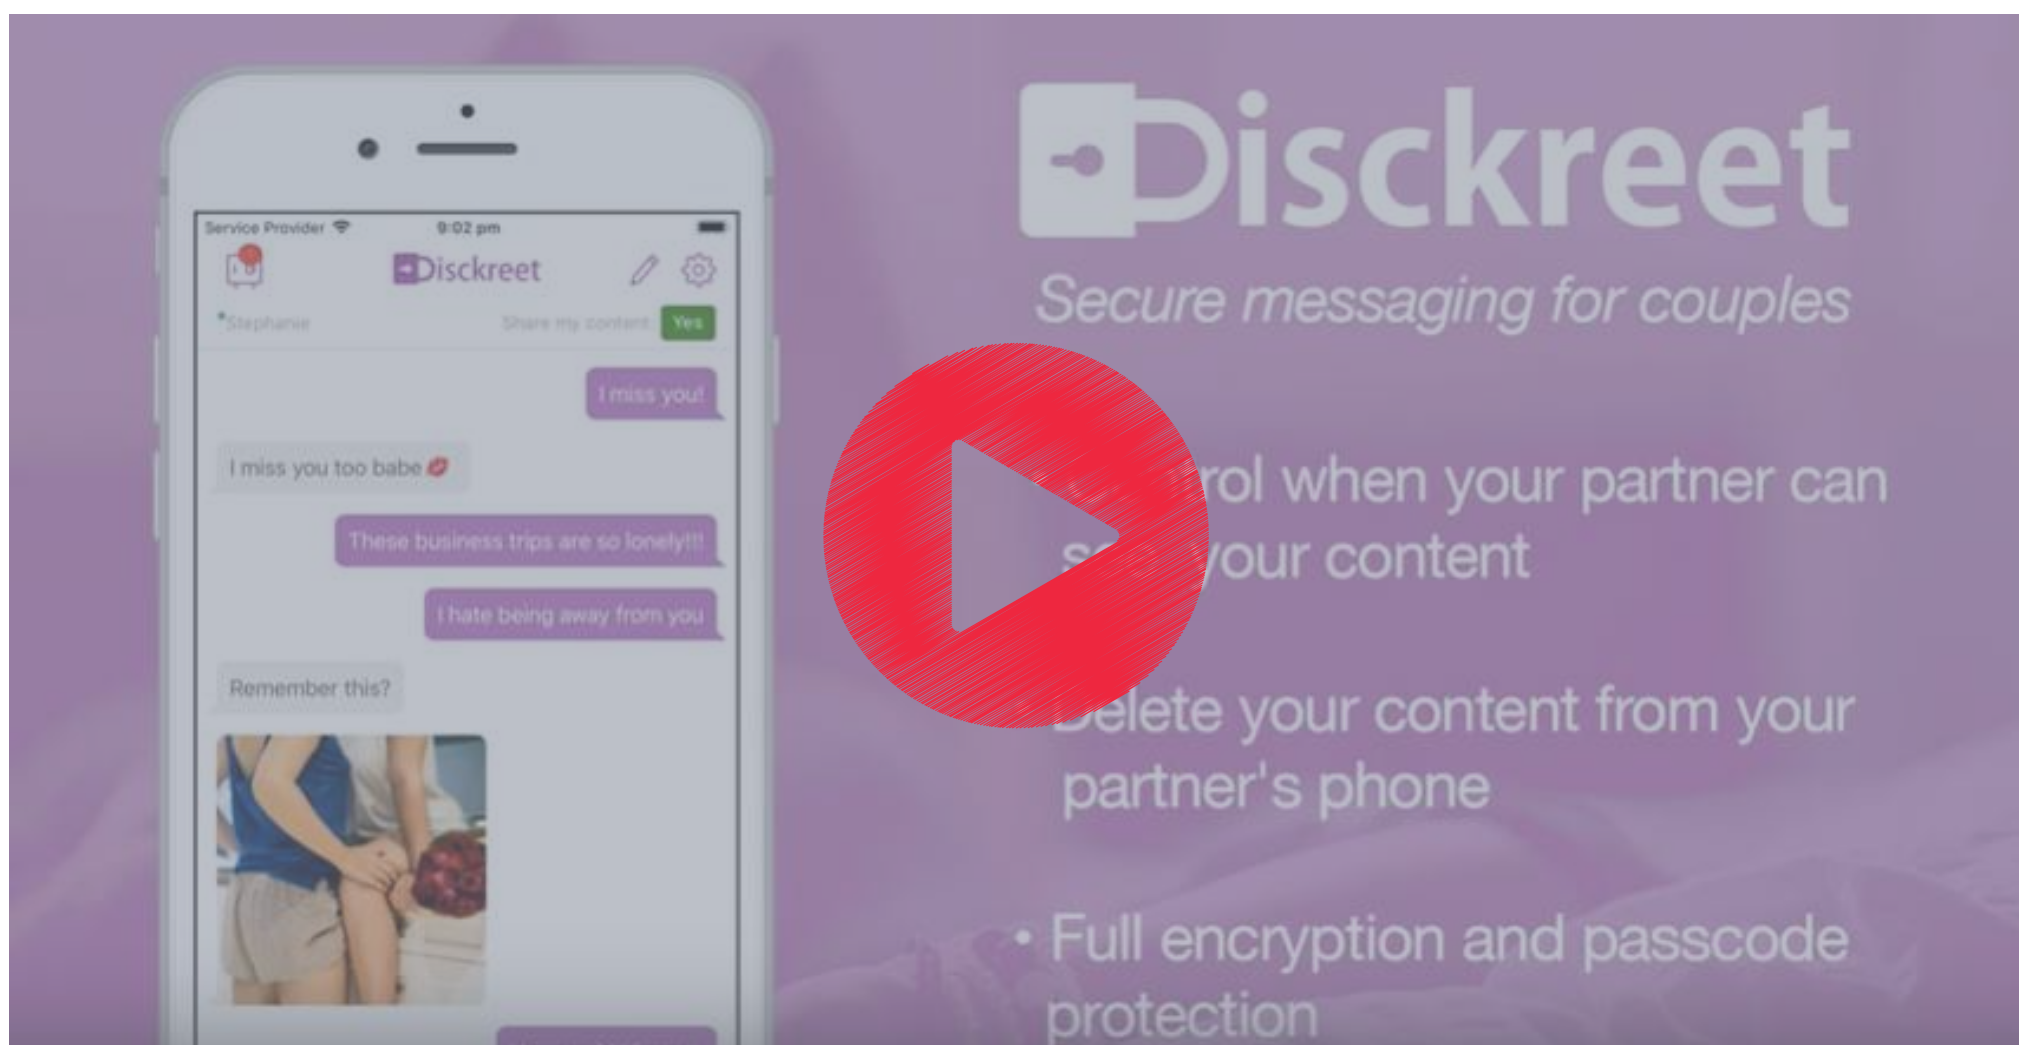 Service Provider 9:02 pm
Disckreet
Stephanie Share my content: Yes
I miss you!
I miss you too babe💋
These business trips are so lonely!!!
I hate being away from you
Remember this?
Disckreet
Secure messaging for couples
when your partner can
your content
Delete your content from your
partner's phone
• Full encryption and passcode
protection